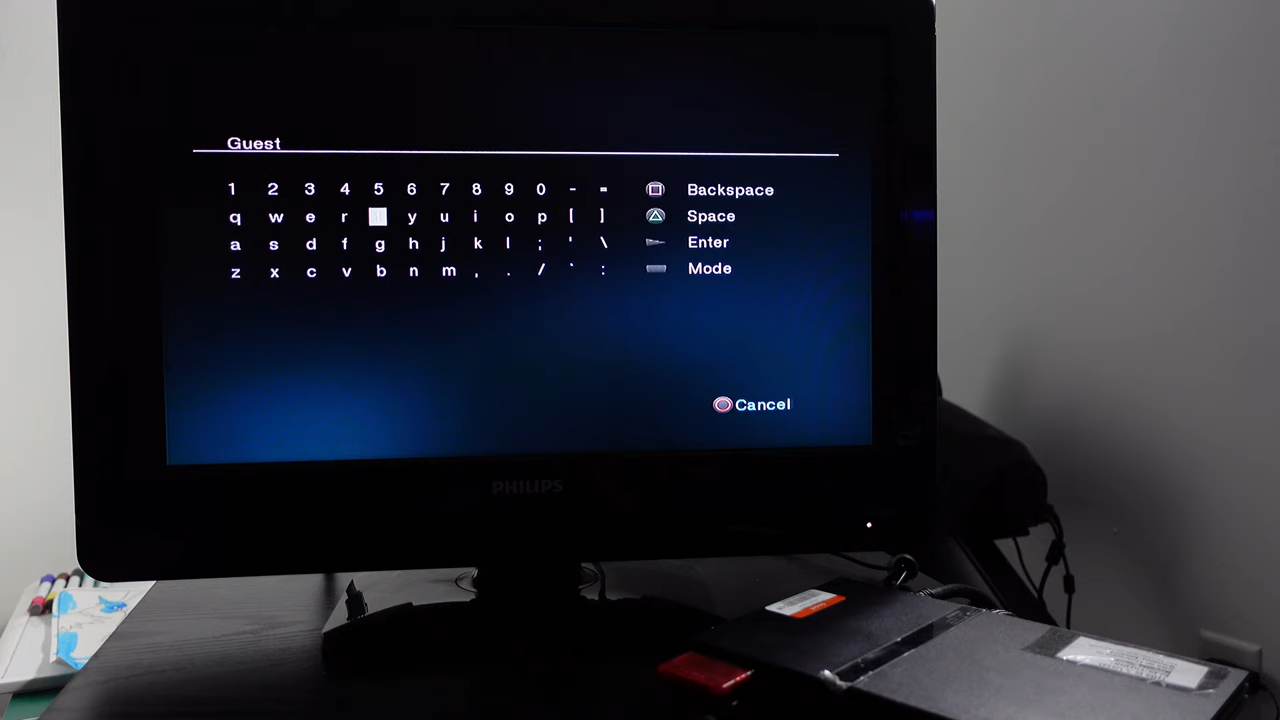 Guest
1 2 3 4 5 6 7 8 9 0 - = Backspace
q w e r t y u i o p [ ] Space
a s d f g h j k l ; ' \ Enter
z x c v b n m , . / ` : Mode
Cancel
PHILIPS